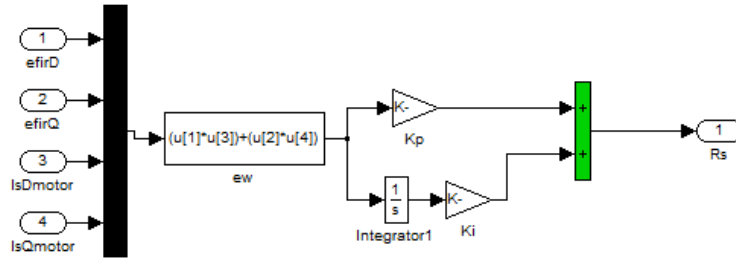 1
efirD
2
efirQ
3
IsDmotor
4
IsQmotor
(u[1]*u[3])+(u[2]*u[4])
ew
K-
Kp
1
s
Integrator1
K-
Ki
+
+
1
Rs